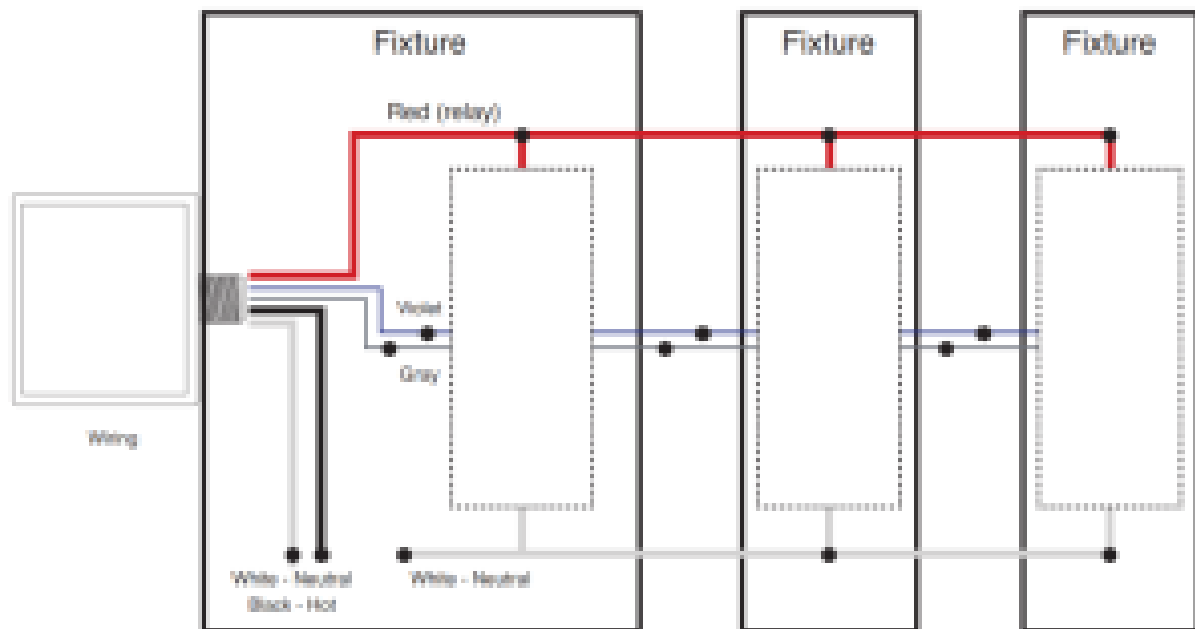 Fixture
Fixture
Fixture
Red (relay)
Violet
Gray
Wiring
White - Neutral
Black - Hot
White - Neutral